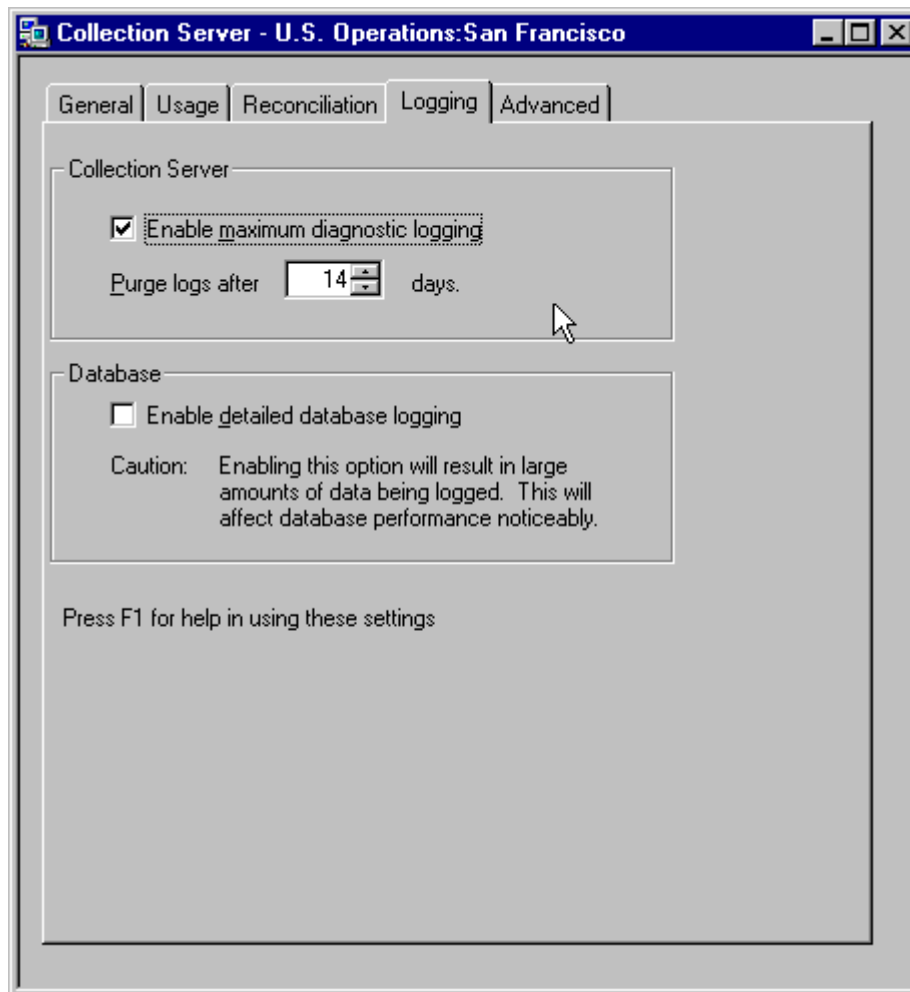 Collection Server - U.S. Operations:San Francisco
General Usage Reconciliation Logging Advanced
Collection Server
Enable maximum diagnostic logging
Purge logs after 14 days.
Database
Enable detailed database logging
Caution: Enabling this option will result in large
amounts of data being logged. This will
affect database performance noticeably.
Press F1 for help in using these settings